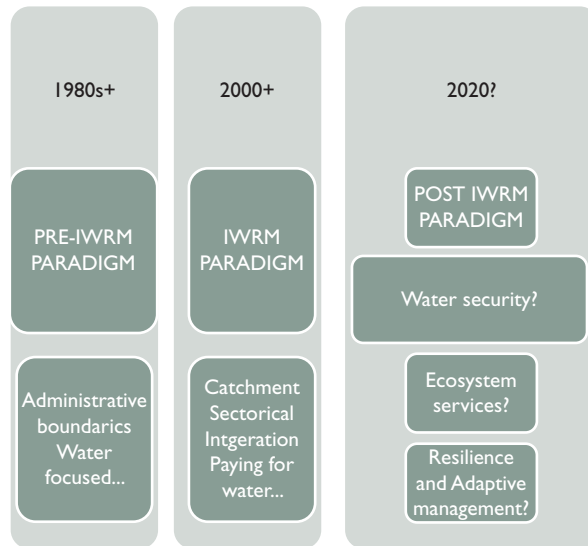 1980s+
PRE-IWRM
PARADIGM
Administrative
boundarics
Water
focused...
2000+
IWRM
PARADIGM
Catchment
Sectorical
Intgeration
Paying for
water...
2020?
POST IWRM
PARADIGM
Water security?
Ecosystem
services?
Resilience
and Adaptive
management?